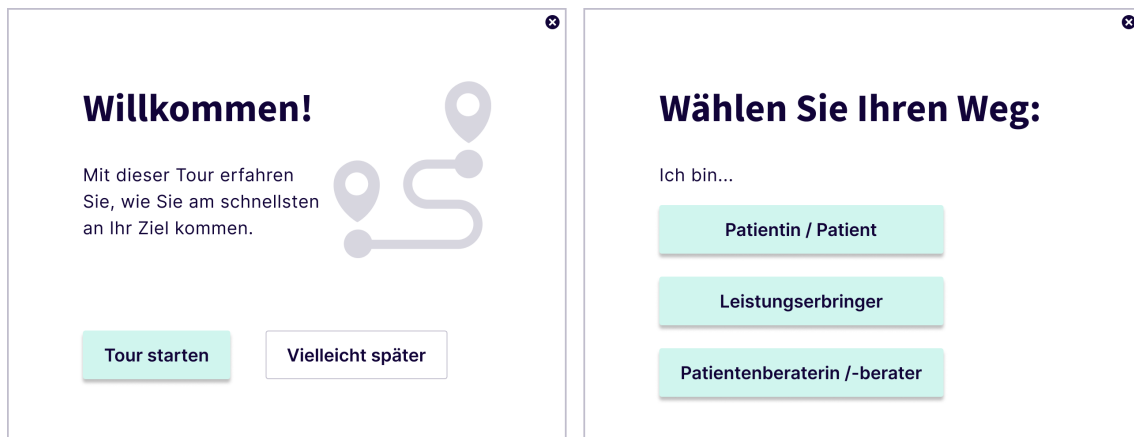 Willkommen!
Mit dieser Tour erfahren
Sie, wie Sie am schnellsten
an Ihr Ziel kommen.
Tour starten
Vielleicht später
Wählen Sie Ihren Weg:
Ich bin...
Patientin / Patient
Leistungserbringer
Patientenberaterin /-berater